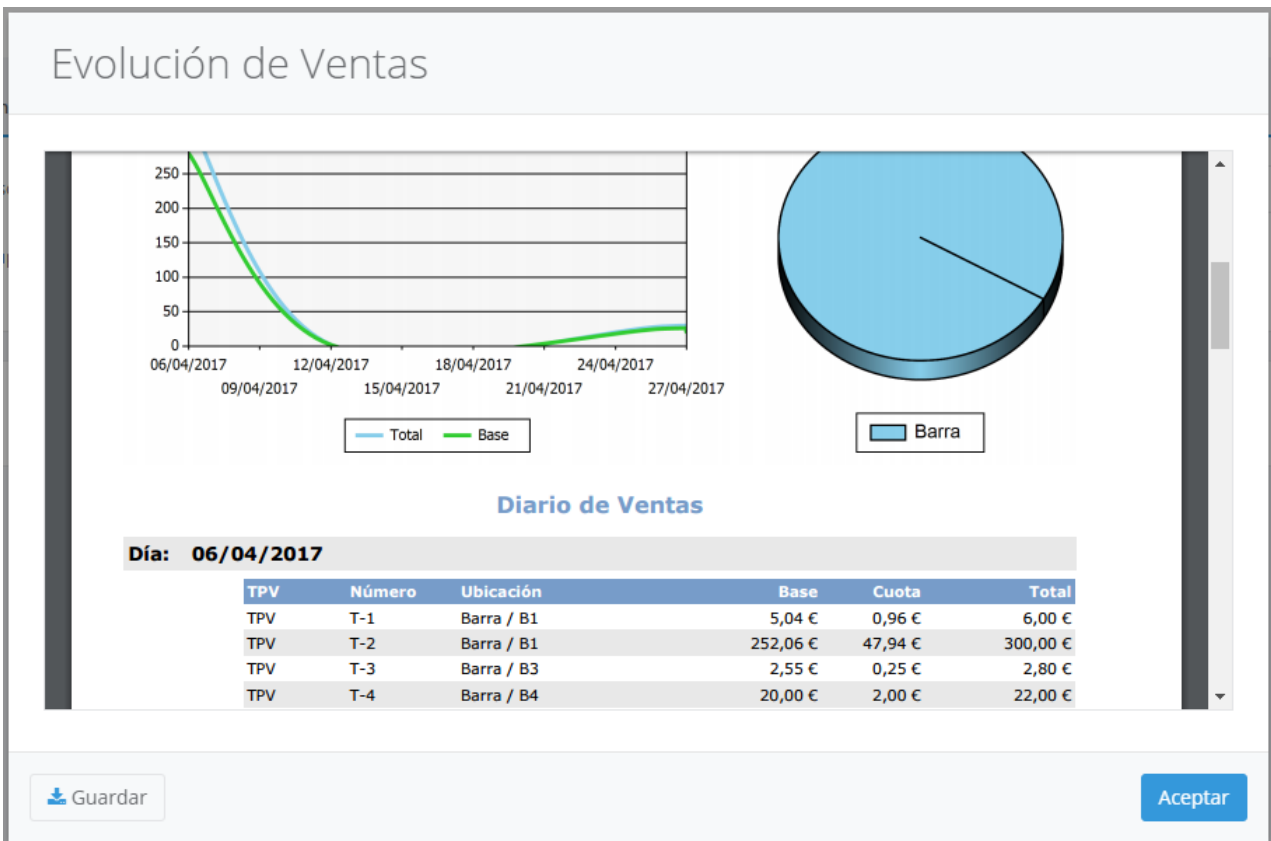 Evolución de Ventas
250
200
150
100
50
0
06/04/2017 12/04/2017 18/04/2017 24/04/2017
09/04/2017 15/04/2017 21/04/2017 27/04/2017
Total Base
Barra
Diario de Ventas
Día: 06/04/2017
TPV Número Ubicación Base Cuota Total
TPV T-1 Barra / B1 5,04 € 0,96 € 6,00 €
TPV T-2 Barra / B1 252,06 € 47,94 € 300,00 €
TPV T-3 Barra / B3 2,55 € 0,25 € 2,80 €
TPV T-4 Barra / B4 20,00 € 2,00 € 22,00 €
Guardar Aceptar